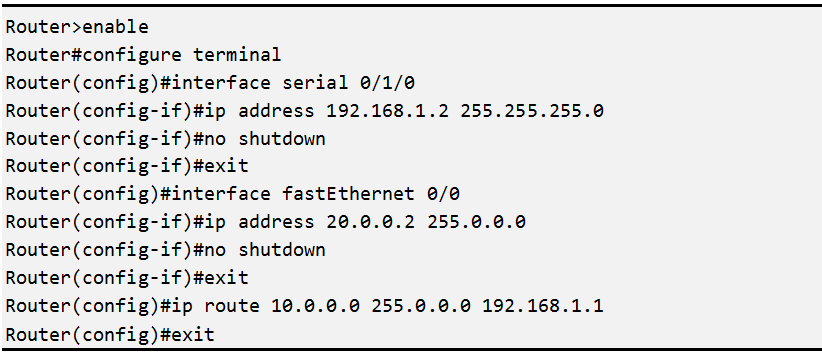 Router>enable
Router#configure terminal
Router(config)#interface serial 0/1/0
Router(config-if)#ip address 192.168.1.2 255.255.255.0
Router(config-if)#no shutdown
Router(config-if)#exit
Router(config)#interface fastEthernet 0/0
Router(config-if)#ip address 20.0.0.2 255.0.0.0
Router(config-if)#no shutdown
Router(config-if)#exit
Router(config)#ip route 10.0.0.0 255.0.0.0 192.168.1.1
Router(config)#exit